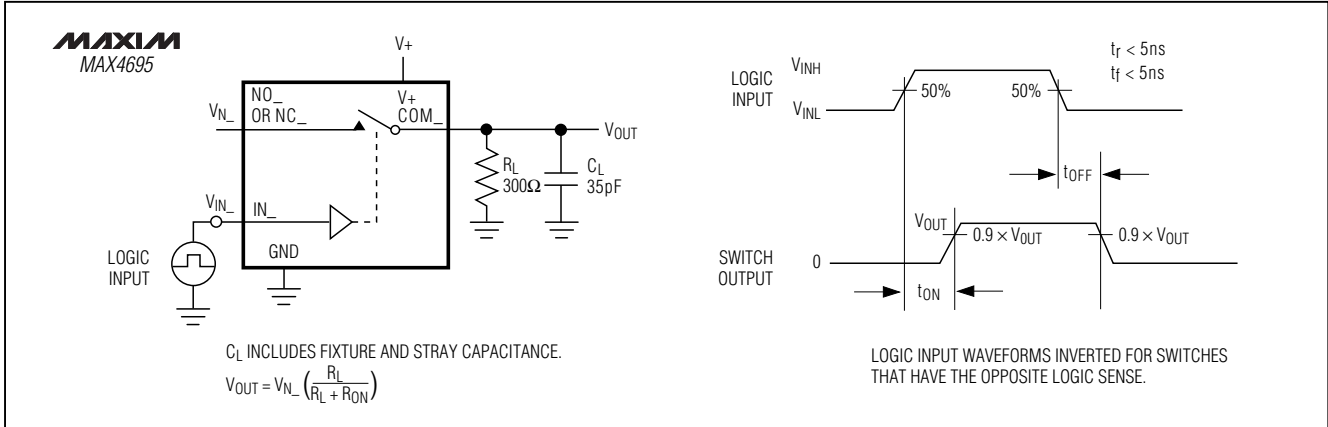 MAXIM
MAX4695
V+
NO_
OR NC_
V+
COM_
VN_
VOUT
RL
300Ω
CL
35pF
VIN_
IN_
GND
LOGIC
INPUT
CL INCLUDES FIXTURE AND STRAY CAPACITANCE.
VOUT = VN_ (RL / RL + RON)
LOGIC
INPUT
VINH
VINL
50%
50%
tr < 5ns
tf < 5ns
tOFF
SWITCH
OUTPUT
VOUT
0
0.9 × VOUT
0.9 × VOUT
tON
LOGIC INPUT WAVEFORMS INVERTED FOR SWITCHES
THAT HAVE THE OPPOSITE LOGIC SENSE.